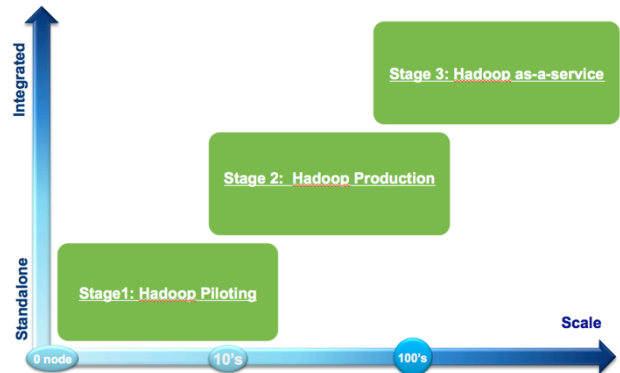 Integrated
Stage 3: Hadoop as-a-service
Stage 2:  Hadoop Production
Stage1: Hadoop Piloting
Standalone
Scale
0 node
10's
100's